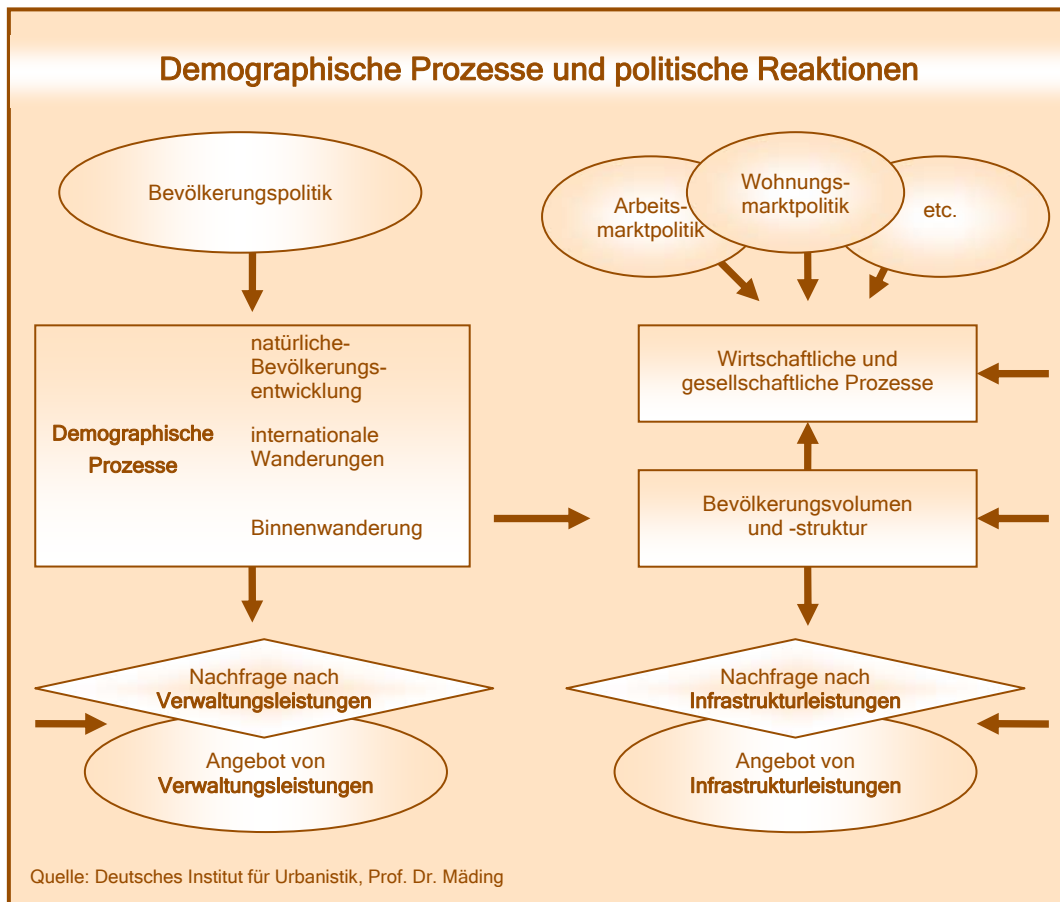 Demographische Prozesse und politische Reaktionen
Bevölkerungspolitik
Arbeits-
marktpolitik
Wohnungs-
marktpolitik
etc.
Demographische
Prozesse
natürliche-
Bevölkerungs-
entwicklung
internationale
Wanderungen
Binnenwanderung
Wirtschaftliche und
gesellschaftliche Prozesse
Bevölkerungsvolumen
und -struktur
Nachfrage nach
Verwaltungsleistungen
Angebot von
Verwaltungsleistungen
Nachfrage nach
Infrastrukturleistungen
Angebot von
Infrastrukturleistungen
Quelle: Deutsches Institut für Urbanistik, Prof. Dr. Mäding